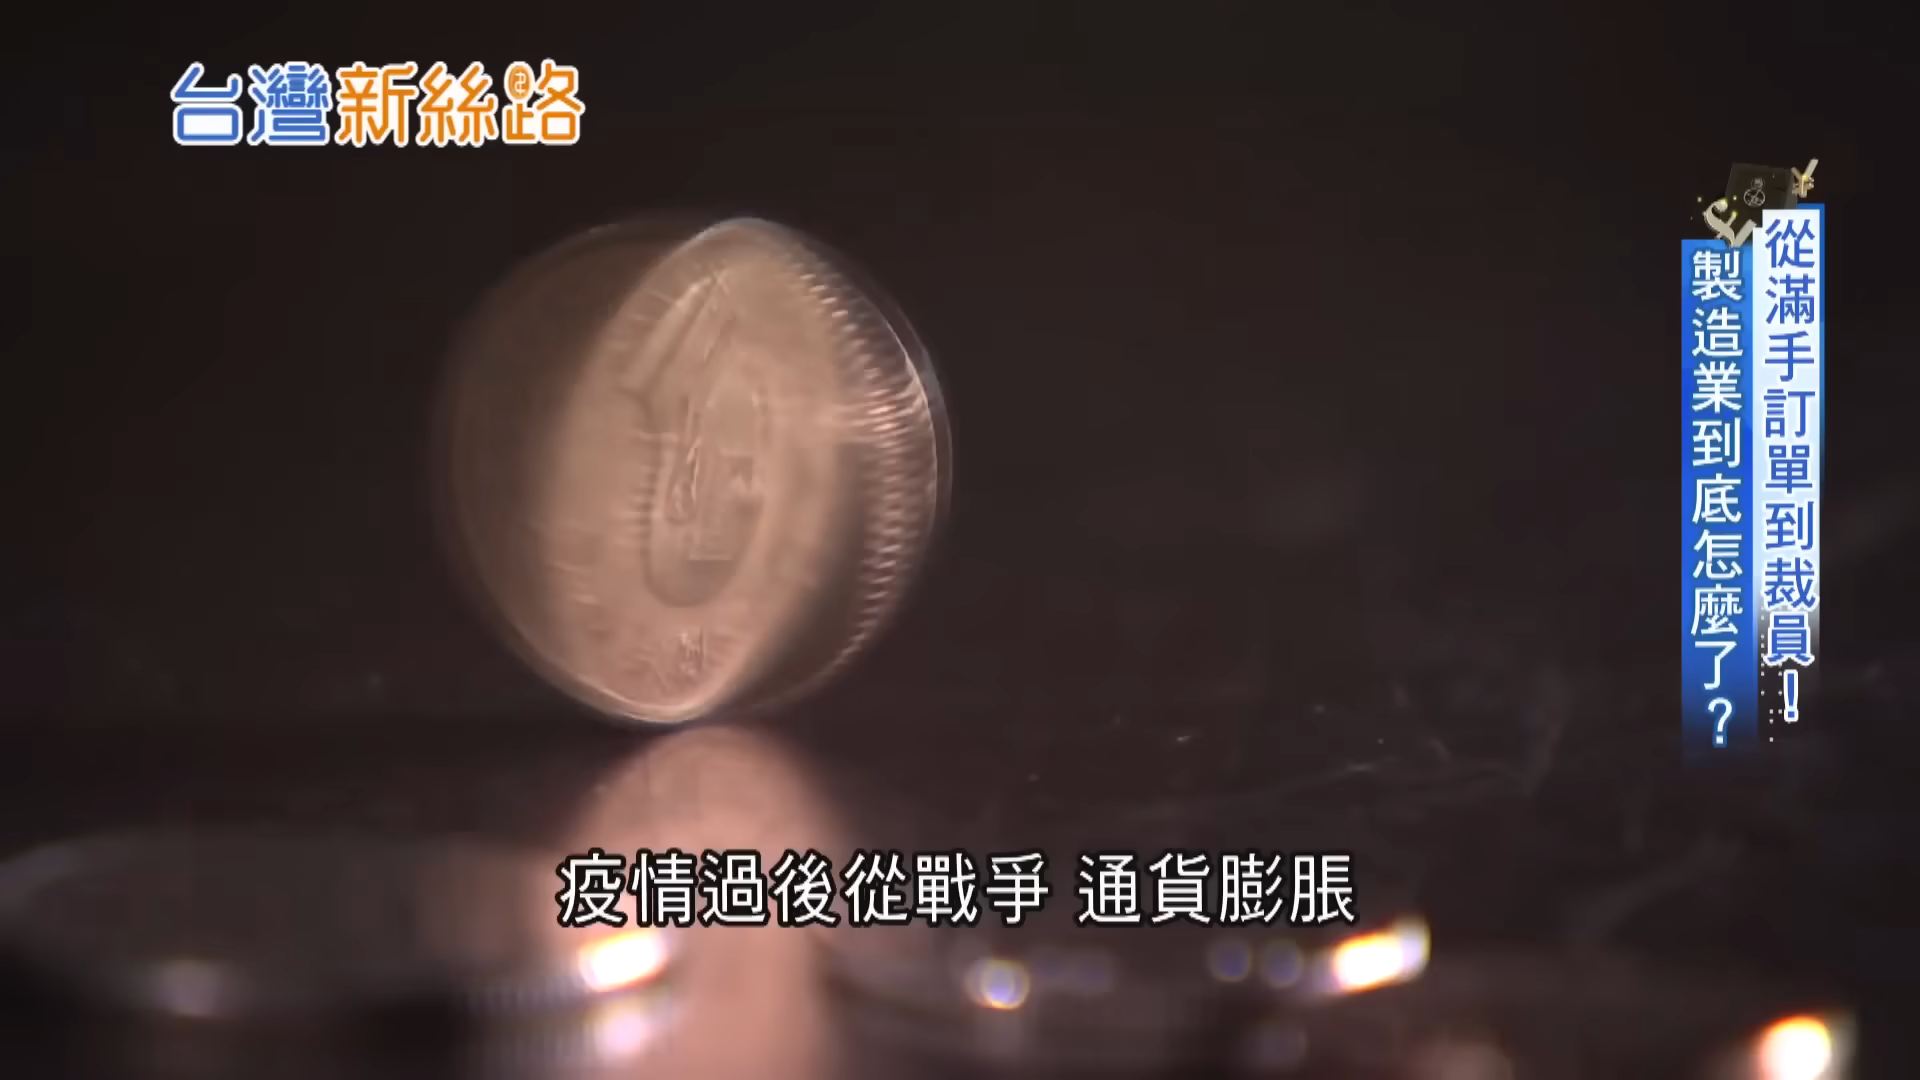 台灣新絲路
從滿手訂單到裁員！
製造業到底怎麼了？
疫情過後從戰爭 通貨膨脹